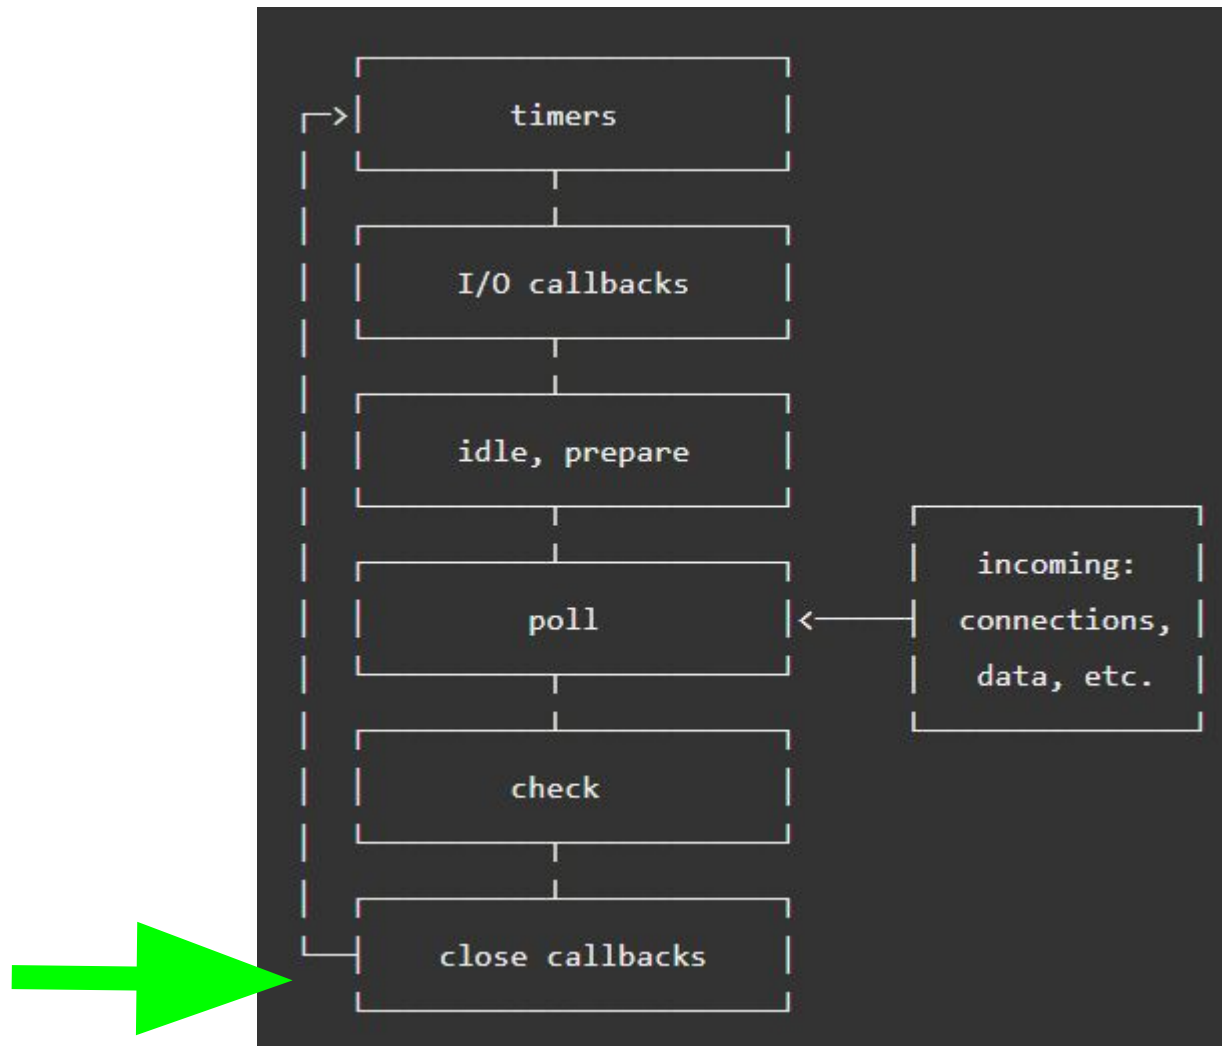 timers
I/O callbacks
idle, prepare
poll
incoming:
connections,
data, etc.
check
close callbacks